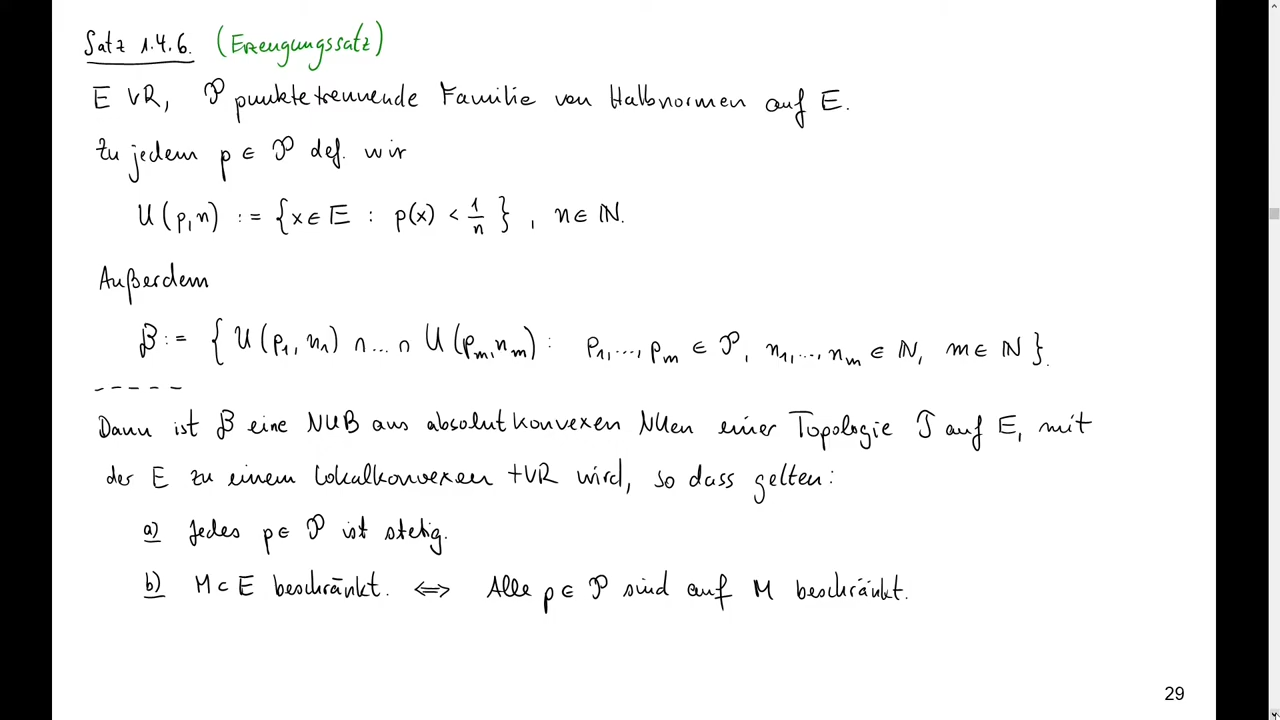 Satz 1.4.6. (Erzeugungssatz)
E VR, 𝒫 punktetrennende Familie von Halbnormen auf E.
Zu jedem p ∈ 𝒫 def. wir
U(p,n) := {x ∈ E : p(x) < 1/n}, n ∈ ℕ.
Außerdem
ℬ := {U(p₁,n₁) ∩ ... ∩ U(pₘ,nₘ) : p₁,...,pₘ ∈ 𝒫, n₁,...,nₘ ∈ ℕ, m ∈ ℕ}.
-----
Dann ist ℬ eine NUB aus absolutkonvexen NUen einer Topologie 𝒯 auf E, mit
der E zu einem lokalkonvexen tVR wird, so dass gelten:
a) Jedes p ∈ 𝒫 ist stetig.
b) M ⊂ E beschränkt. ⟺ Alle p ∈ 𝒫 sind auf M beschränkt.
29